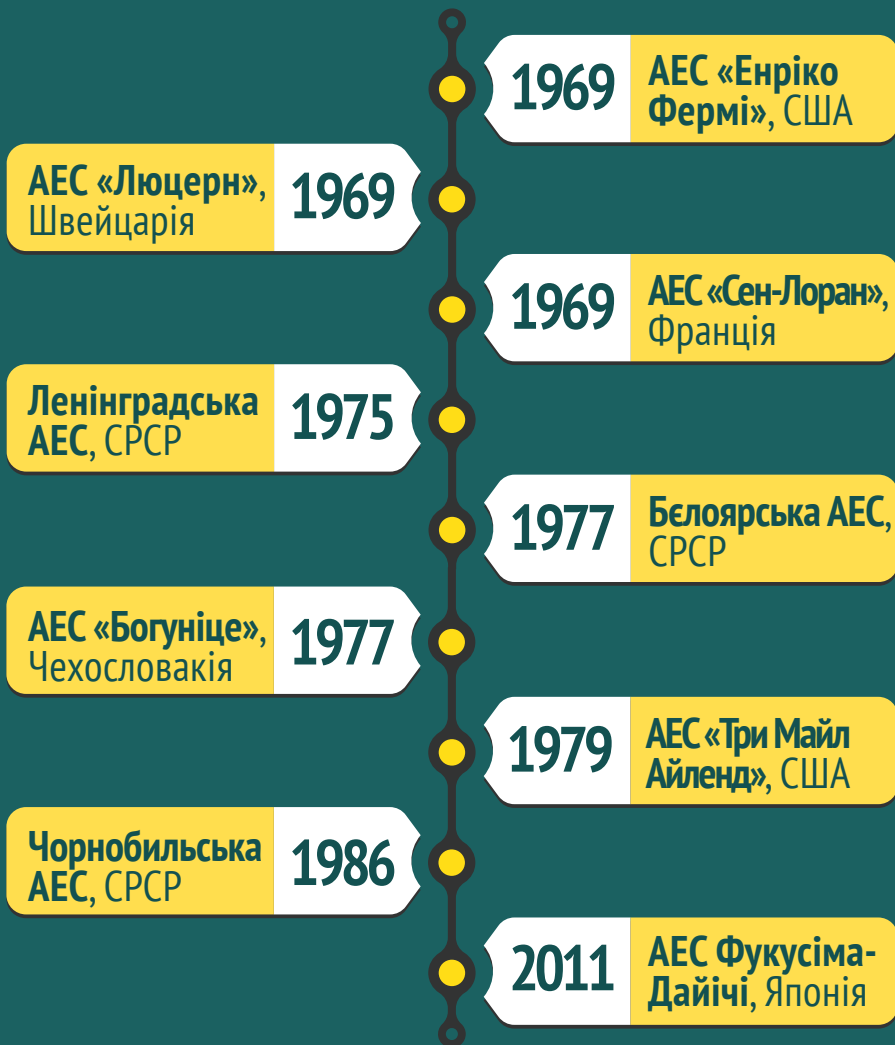 1969
АЕС «Енріко
Фермі», США
АЕС «Люцерн»,
Швейцарія
1969
1969
АЕС «Сен-Лоран»,
Франція
Ленінградська
АЕС, СРСР
1975
1977
Бєлоярська АЕС,
СРСР
АЕС «Богуніце»,
Чехословакія
1977
1979
АЕС «Три Майл
Айленд», США
Чорнобильська
АЕС, СРСР
1986
2011
АЕС Фукусіма-
Дайічі, Японія